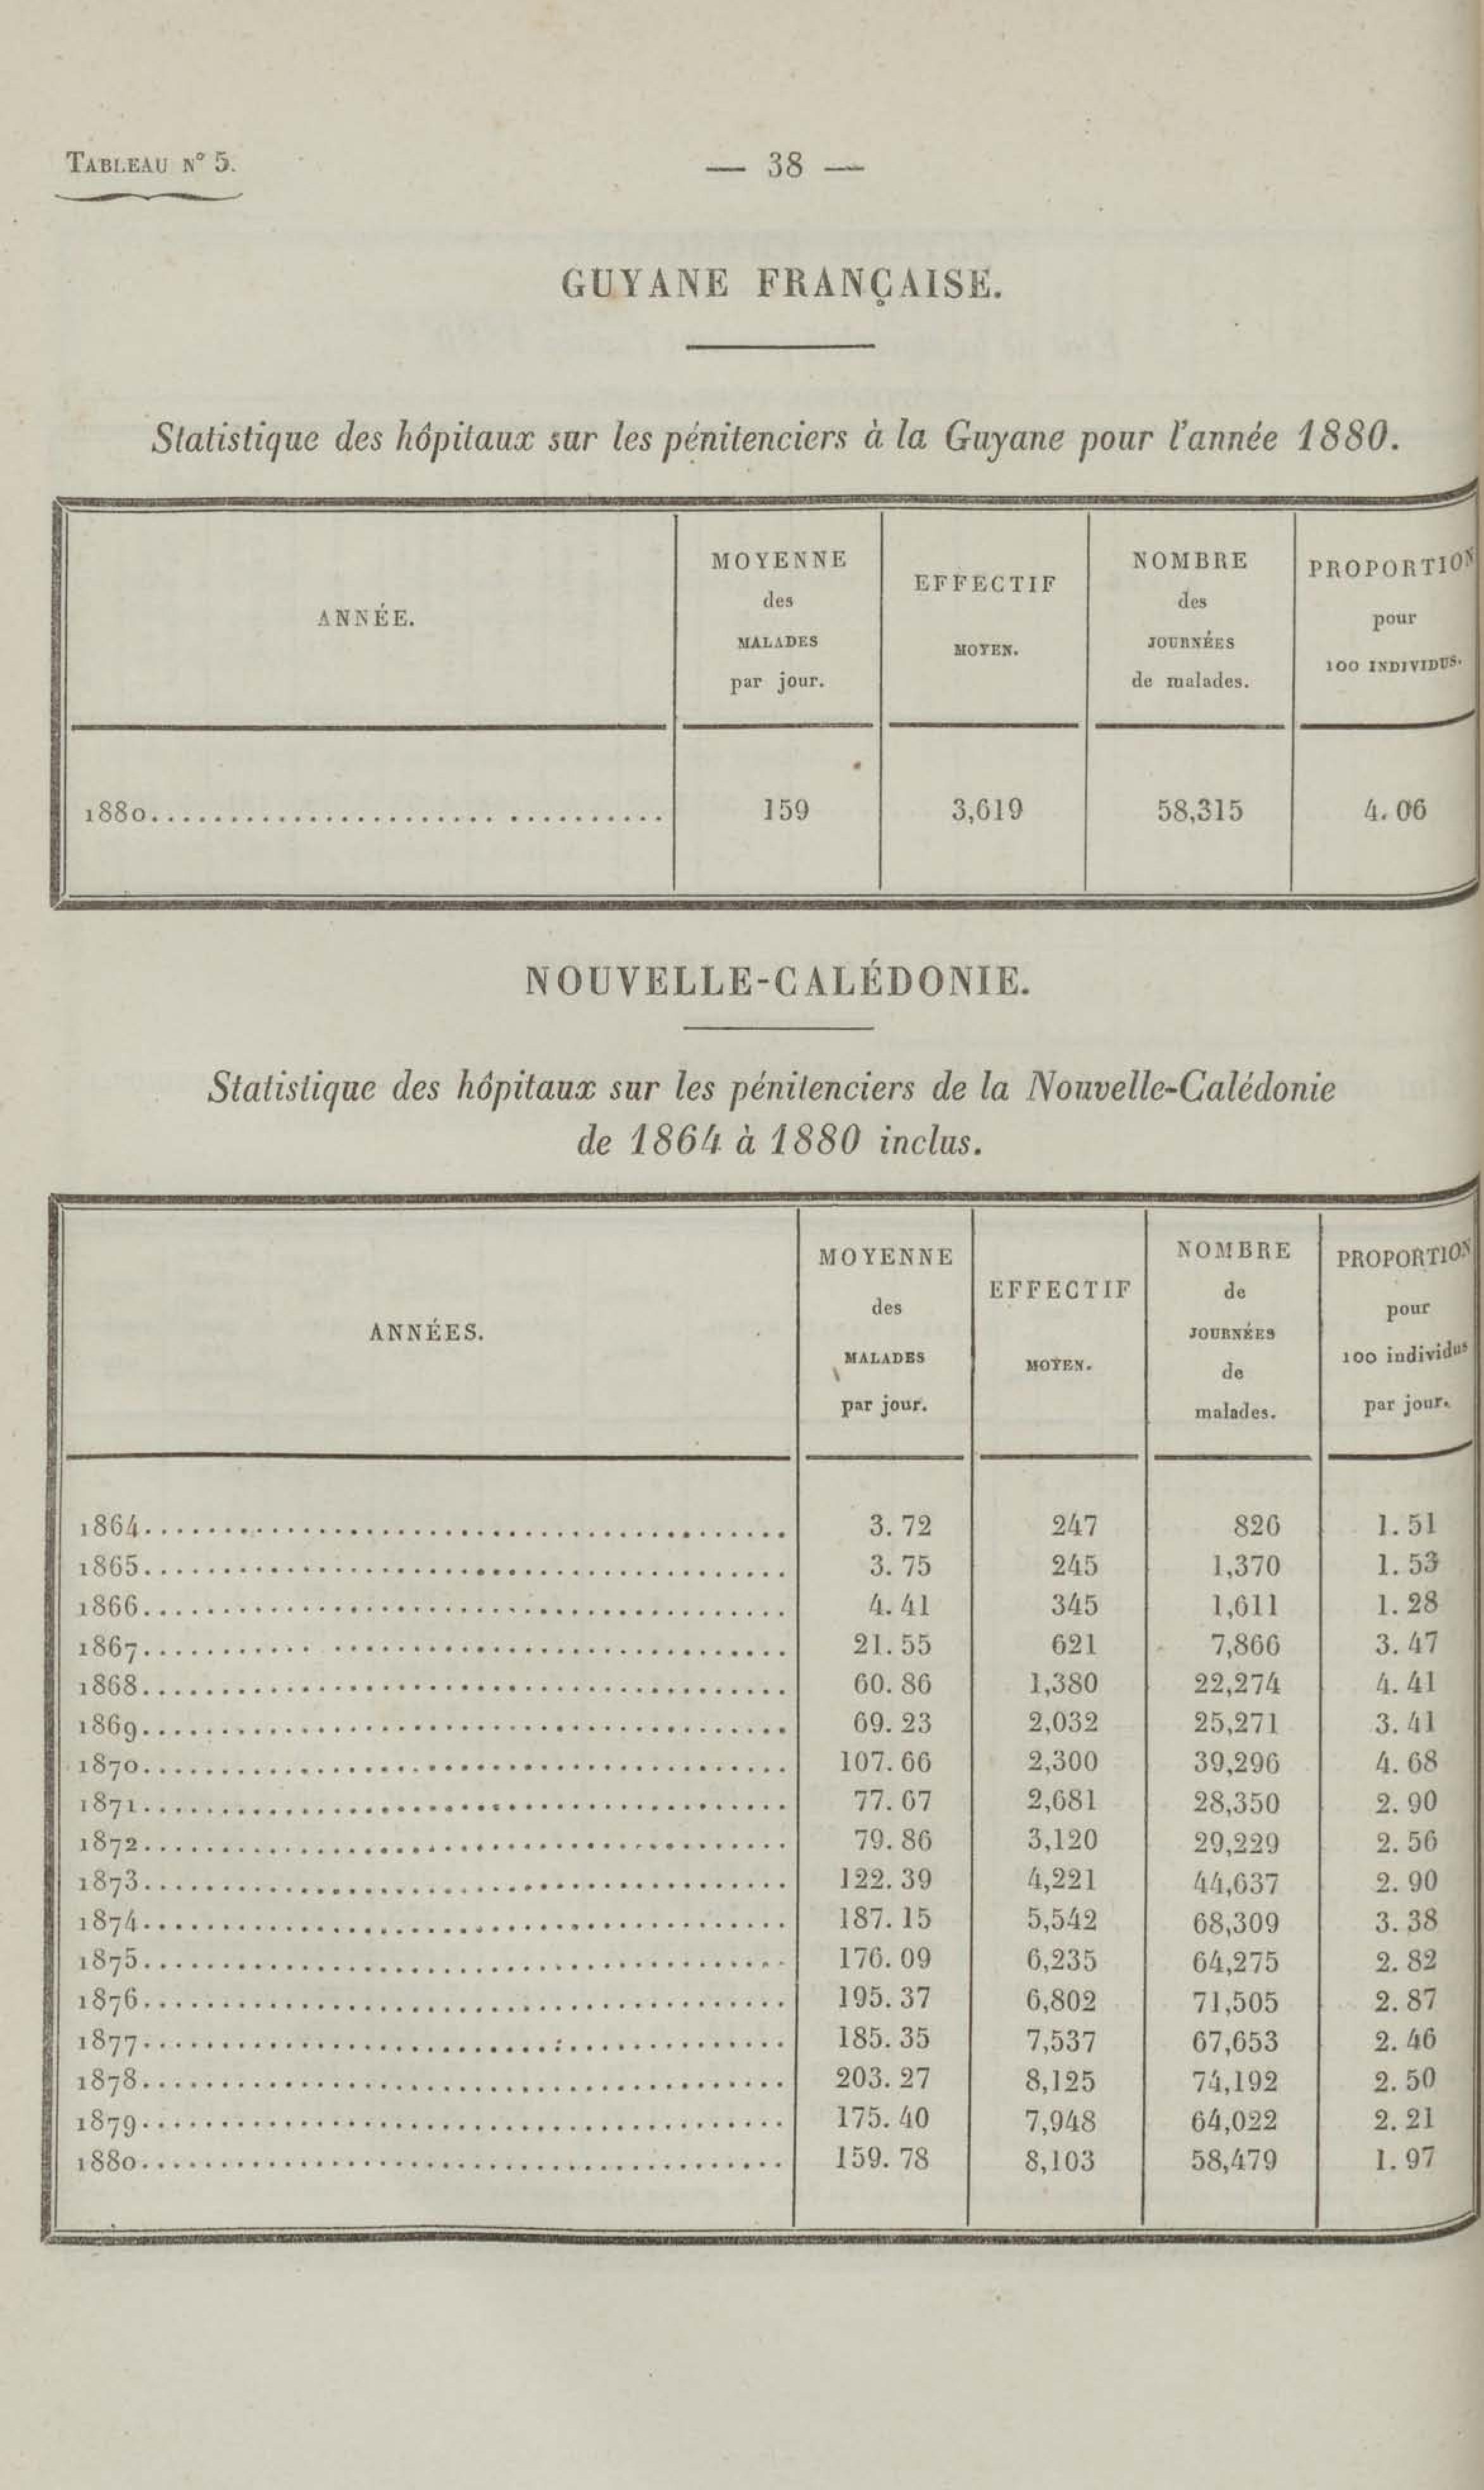 TABLEAU N° 5.
— 38 —
GUYANE FRANÇAISE.
Statistique des hôpitaux sur les pénitenciers à la Guyane pour l'année 1880.
ANNÉE. MOYENNE des MALADES par jour. EFFECTIF MOYEN. NOMBRE des JOURNÉES de malades. PROPORTION pour 100 INDIVIDUS.
1880 159 3,619 58,315 4.06
NOUVELLE-CALÉDONIE.
Statistique des hôpitaux sur les pénitenciers de la Nouvelle-Calédonie
de 1864 à 1880 inclus.
ANNÉES. MOYENNE des MALADES par jour. EFFECTIF MOYEN. NOMBRE de JOURNÉES de malades. PROPORTION pour 100 individus par jour.
1864 3.72 247 826 1.51
1865 3.75 245 1,370 1.53
1866 4.41 345 1,611 1.28
1867 21.55 621 7,866 3.47
1868 60.86 1,380 22,274 4.41
1869 69.23 2,032 25,271 3.41
1870 107.66 2,300 39,296 4.68
1871 77.67 2,681 28,350 2.90
1872 79.86 3,120 29,229 2.56
1873 122.39 4,221 44,637 2.90
1874 187.15 5,542 68,309 3.38
1875 176.09 6,235 64,275 2.82
1876 195.37 6,802 71,505 2.87
1877 185.35 7,537 67,653 2.46
1878 203.27 8,125 74,192 2.50
1879 175.40 7,948 64,022 2.21
1880 159.78 8,103 58,479 1.97